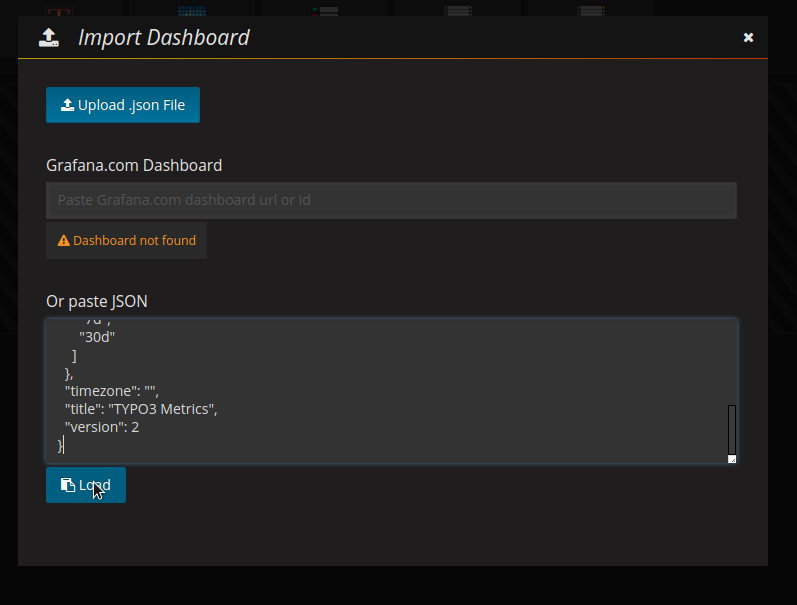 Import Dashboard
Upload .json File
Grafana.com Dashboard
Paste Grafana.com dashboard url or Id
Dashboard not found
Or paste JSON
"7d",
"30d"
]
},
"timezone": "",
"title": "TYPO3 Metrics",
"version": 2
}
Load